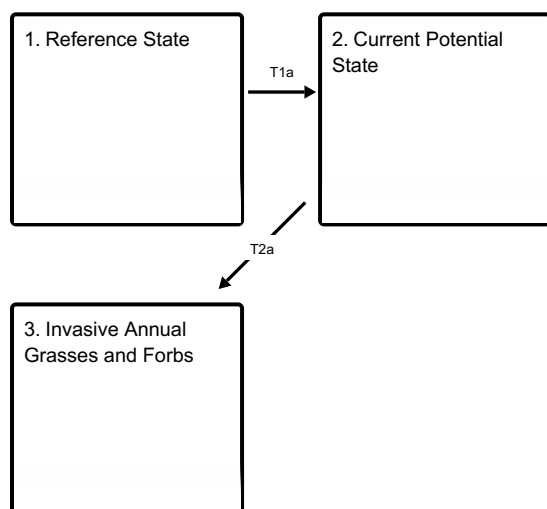 1. Reference State
2. Current Potential
State
T1a
T2a
3. Invasive Annual
Grasses and Forbs